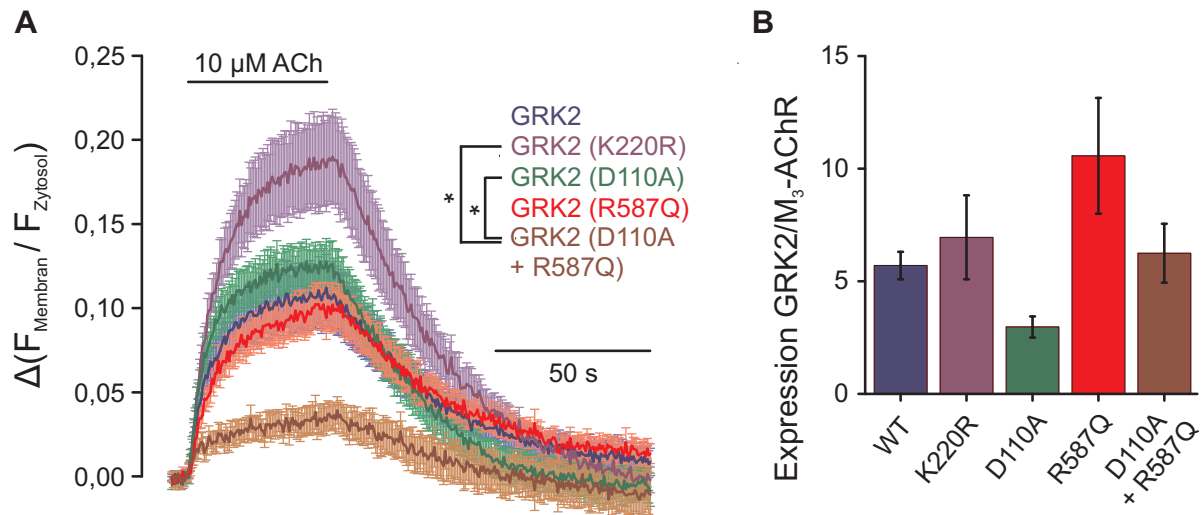 A
Δ(F Membran / F Zytosol)
0,25
0,20
0,15
0,10
0,05
0,00
10 µM ACh
GRK2
GRK2 (K220R)
GRK2 (D110A)
GRK2 (R587Q)
GRK2 (D110A
+ R587Q)
*
*
50 s
B
Expression GRK2/M3-AChR
15
10
5
0
WT
K220R
D110A
R587Q
D110A
+ R587Q